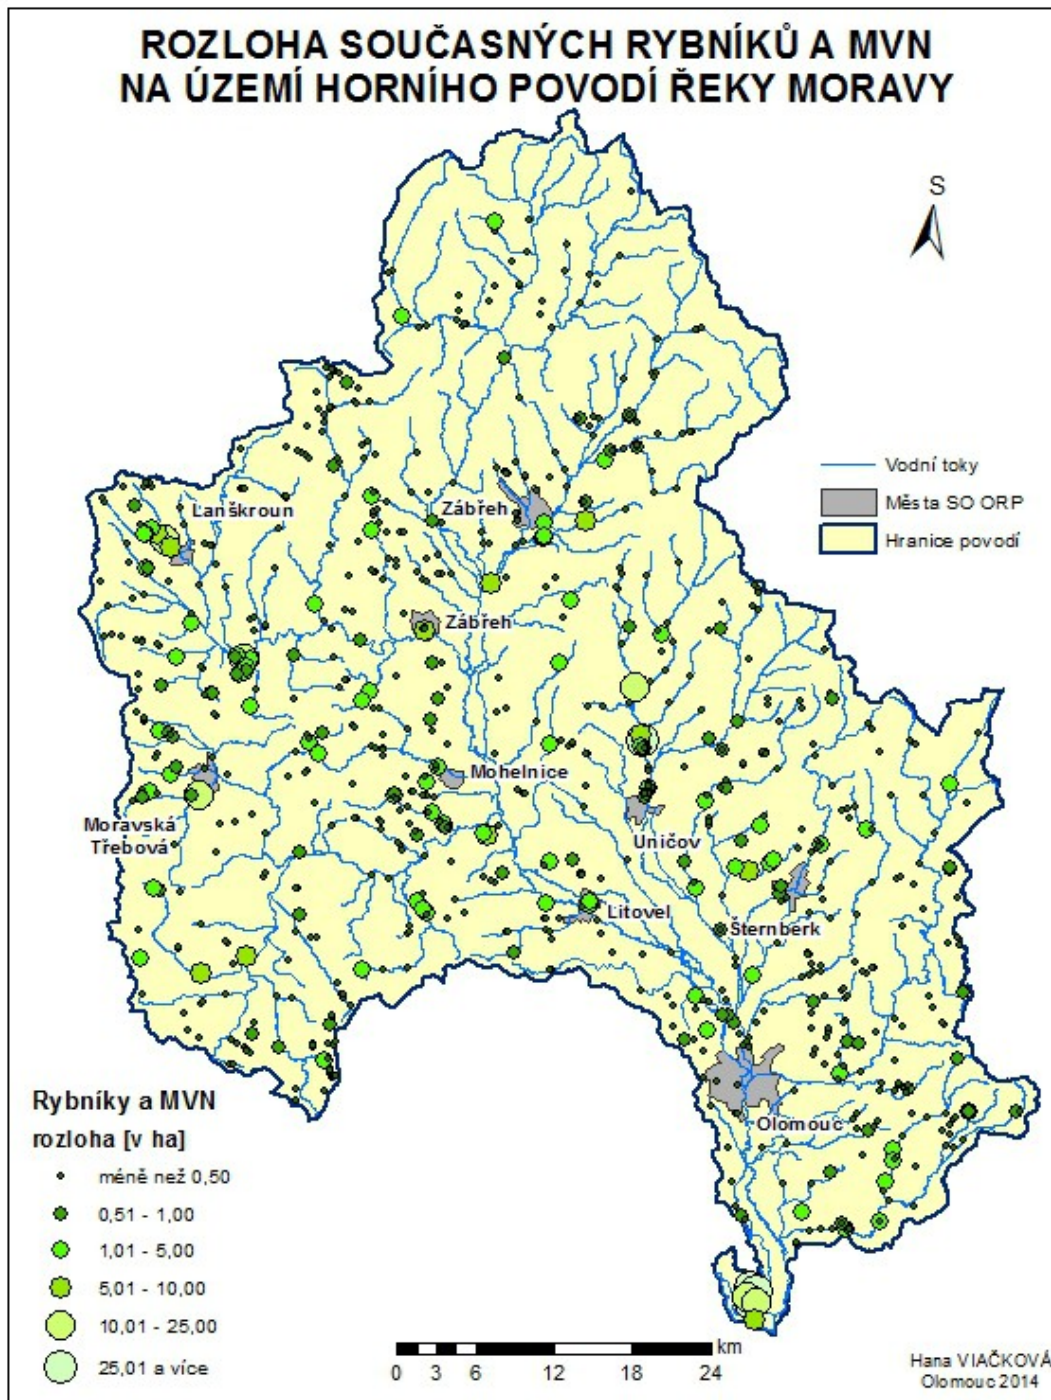 ROZLOHA SOUČASNÝCH RYBNÍKŮ A MVN
NA ÚZEMÍ HORNÍHO POVODÍ ŘEKY MORAVY
S
Vodní toky
Města SO ORP
Hranice povodí
Lanškroun
Zábřeh
Zábřeh
Mohelnice
Moravská
Třebová
Uničov
Litovel
Šternberk
Olomouc
Rybníky a MVN
rozloha [v ha]
méně než 0,50
0,51 - 1,00
1,01 - 5,00
5,01 - 10,00
10,01 - 25,00
25,01 a více
km
0 3 6 12 18 24
Hana VIAČKOVÁ
Olomouc 2014